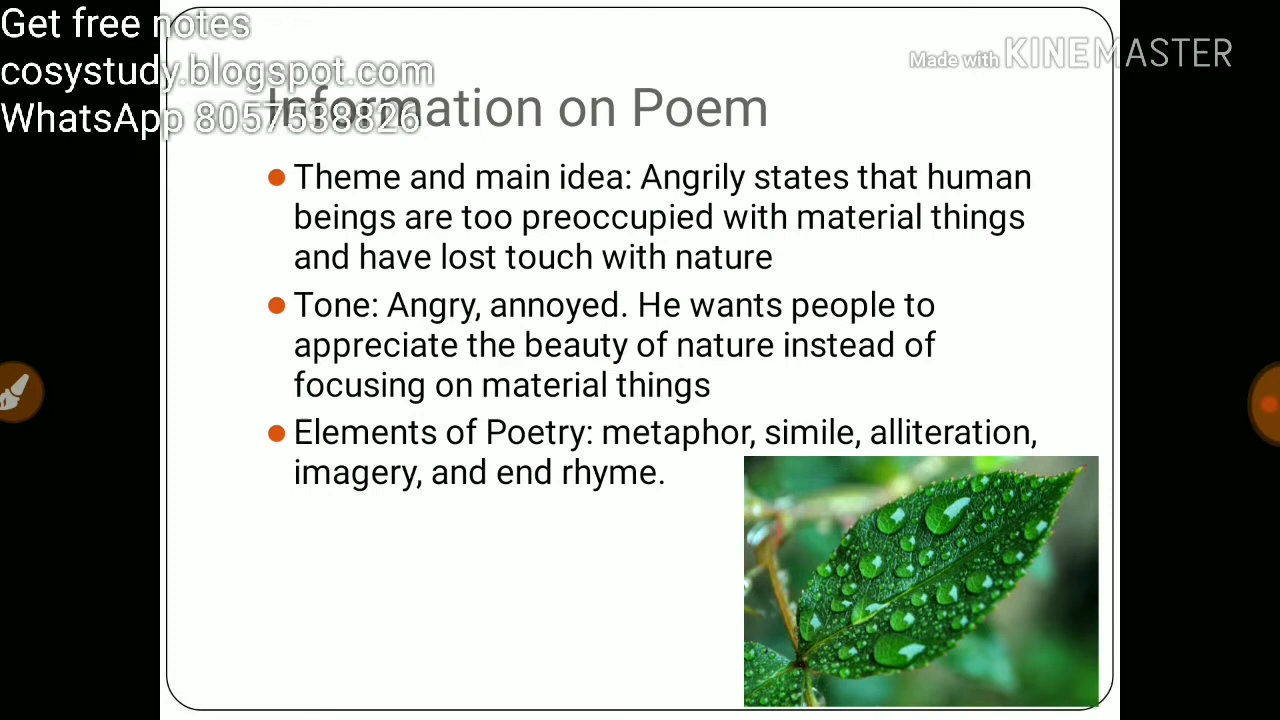 Get free notes
cosystudy.blogspot.com
WhatsApp 8057538826
Made with KINEMASTER
Information on Poem
Theme and main idea: Angrily states that human
beings are too preoccupied with material things
and have lost touch with nature
Tone: Angry, annoyed. He wants people to
appreciate the beauty of nature instead of
focusing on material things
Elements of Poetry: metaphor, simile, alliteration,
imagery, and end rhyme.